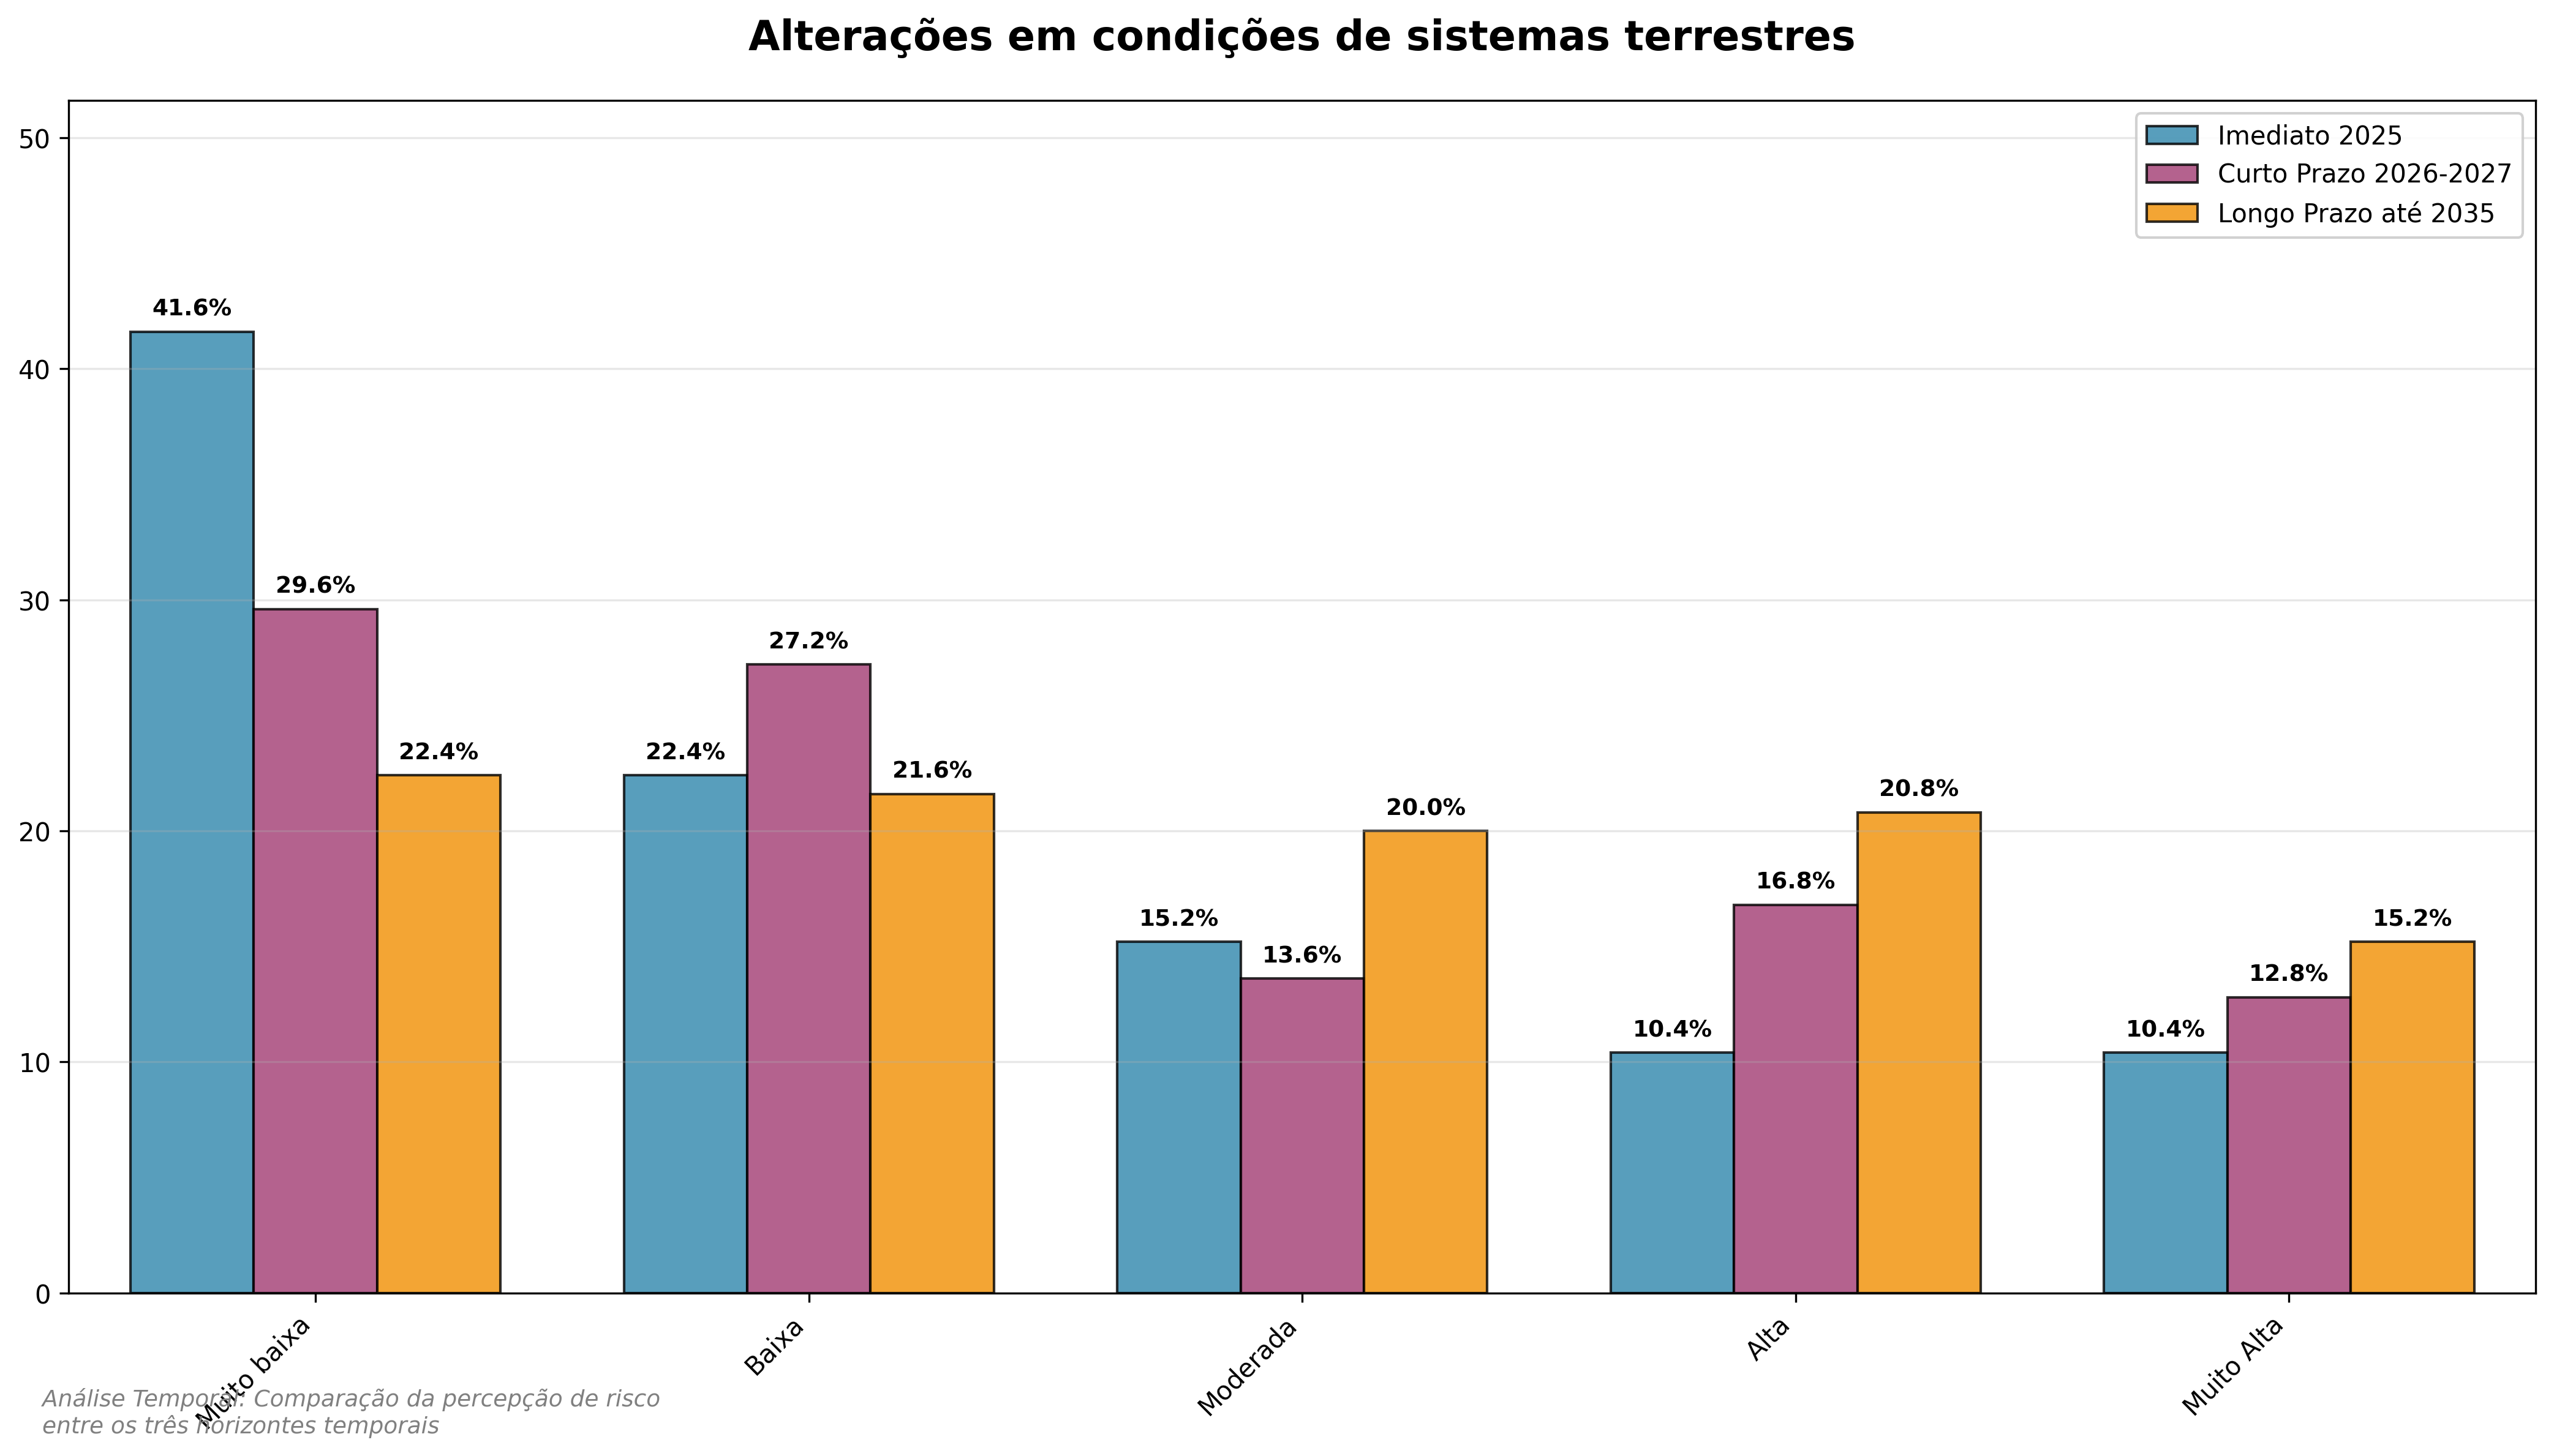 Alterações em condições de sistemas terrestres
Imediato 2025
Curto Prazo 2026-2027
Longo Prazo até 2035
50
40
30
20
10
0
41.6%
29.6%
22.4%
22.4%
27.2%
21.6%
15.2%
13.6%
20.0%
10.4%
16.8%
20.8%
10.4%
12.8%
15.2%
Muito baixa
Baixa
Moderada
Alta
Muito Alta
Análise Temporal: Comparação da percepção de risco
entre os três horizontes temporais